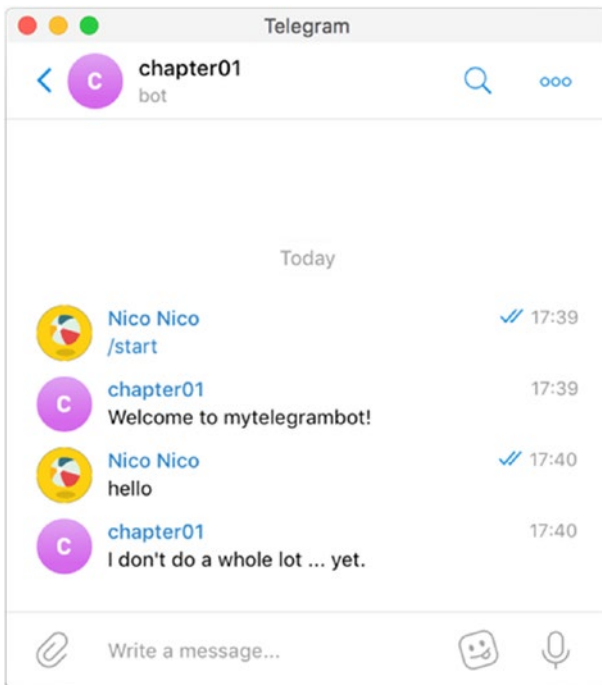 Telegram
C
chapter01
bot
Today
Nico Nico
17:39
/start
C
chapter01
17:39
Welcome to mytelegrambot!
Nico Nico
17:40
hello
C
chapter01
17:40
I don't do a whole lot ... yet.
Write a message...